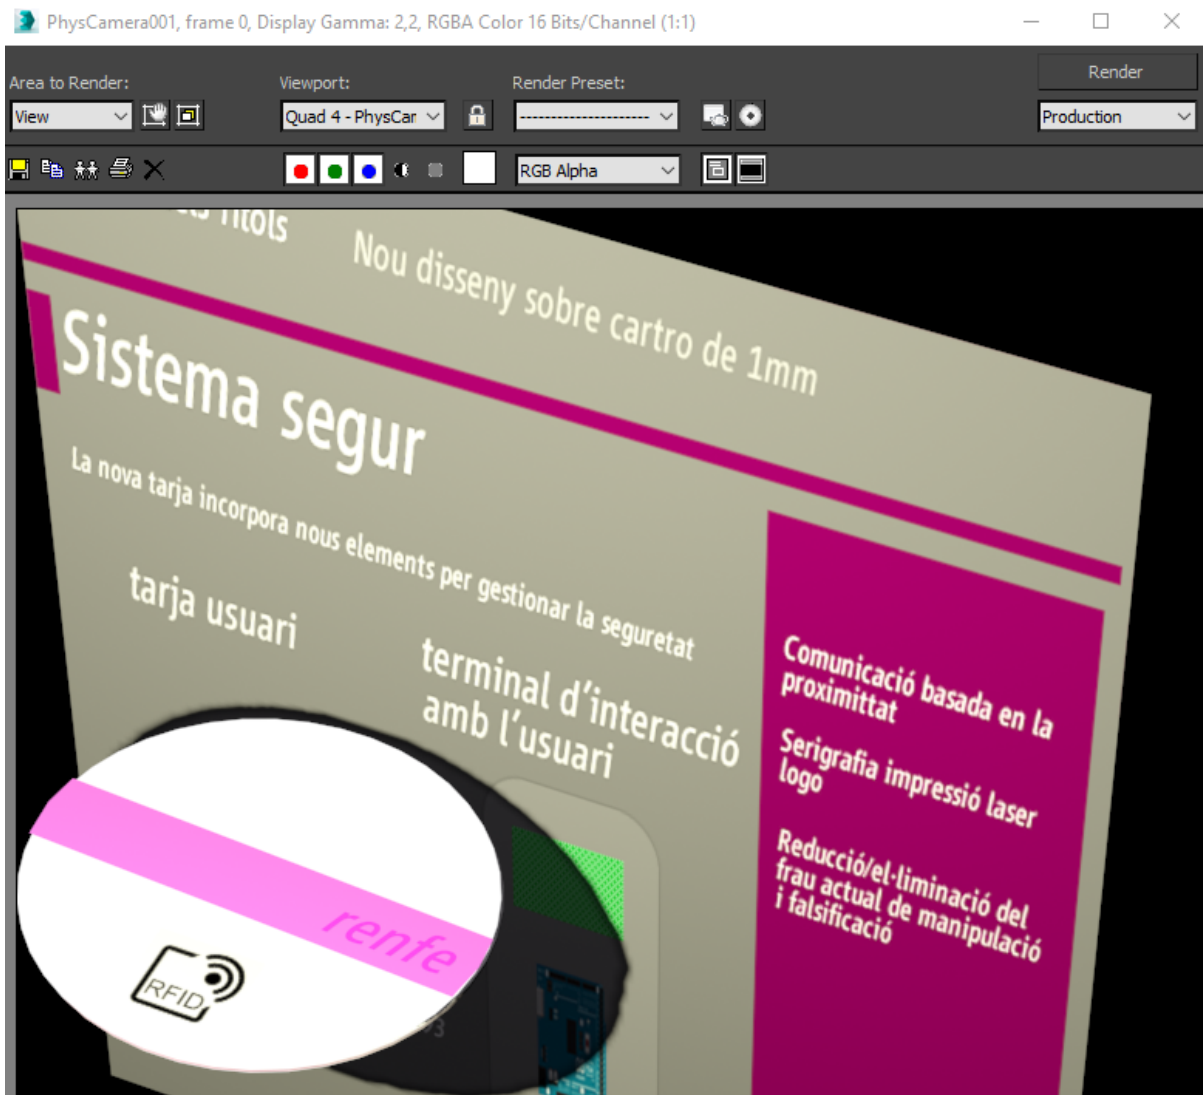 PhysCamera001, frame 0, Display Gamma: 2,2, RGBA Color 16 Bits/Channel (1:1)
Area to Render:
Viewport:
Render Preset:
Render
View
Quad 4 - PhysCar
Production
RGB Alpha
titols
Nou disseny sobre cartro de 1mm
Sistema segur
La nova tarja incorpora nous elements per gestionar la seguretat
tarja usuari
terminal d'interacció
amb l'usuari
Comunicació basada en la
proximittat
Serigrafia impressió laser
logo
Reducció/el·liminació del
frau actual de manipulació
i falsificació
renfe
RFID